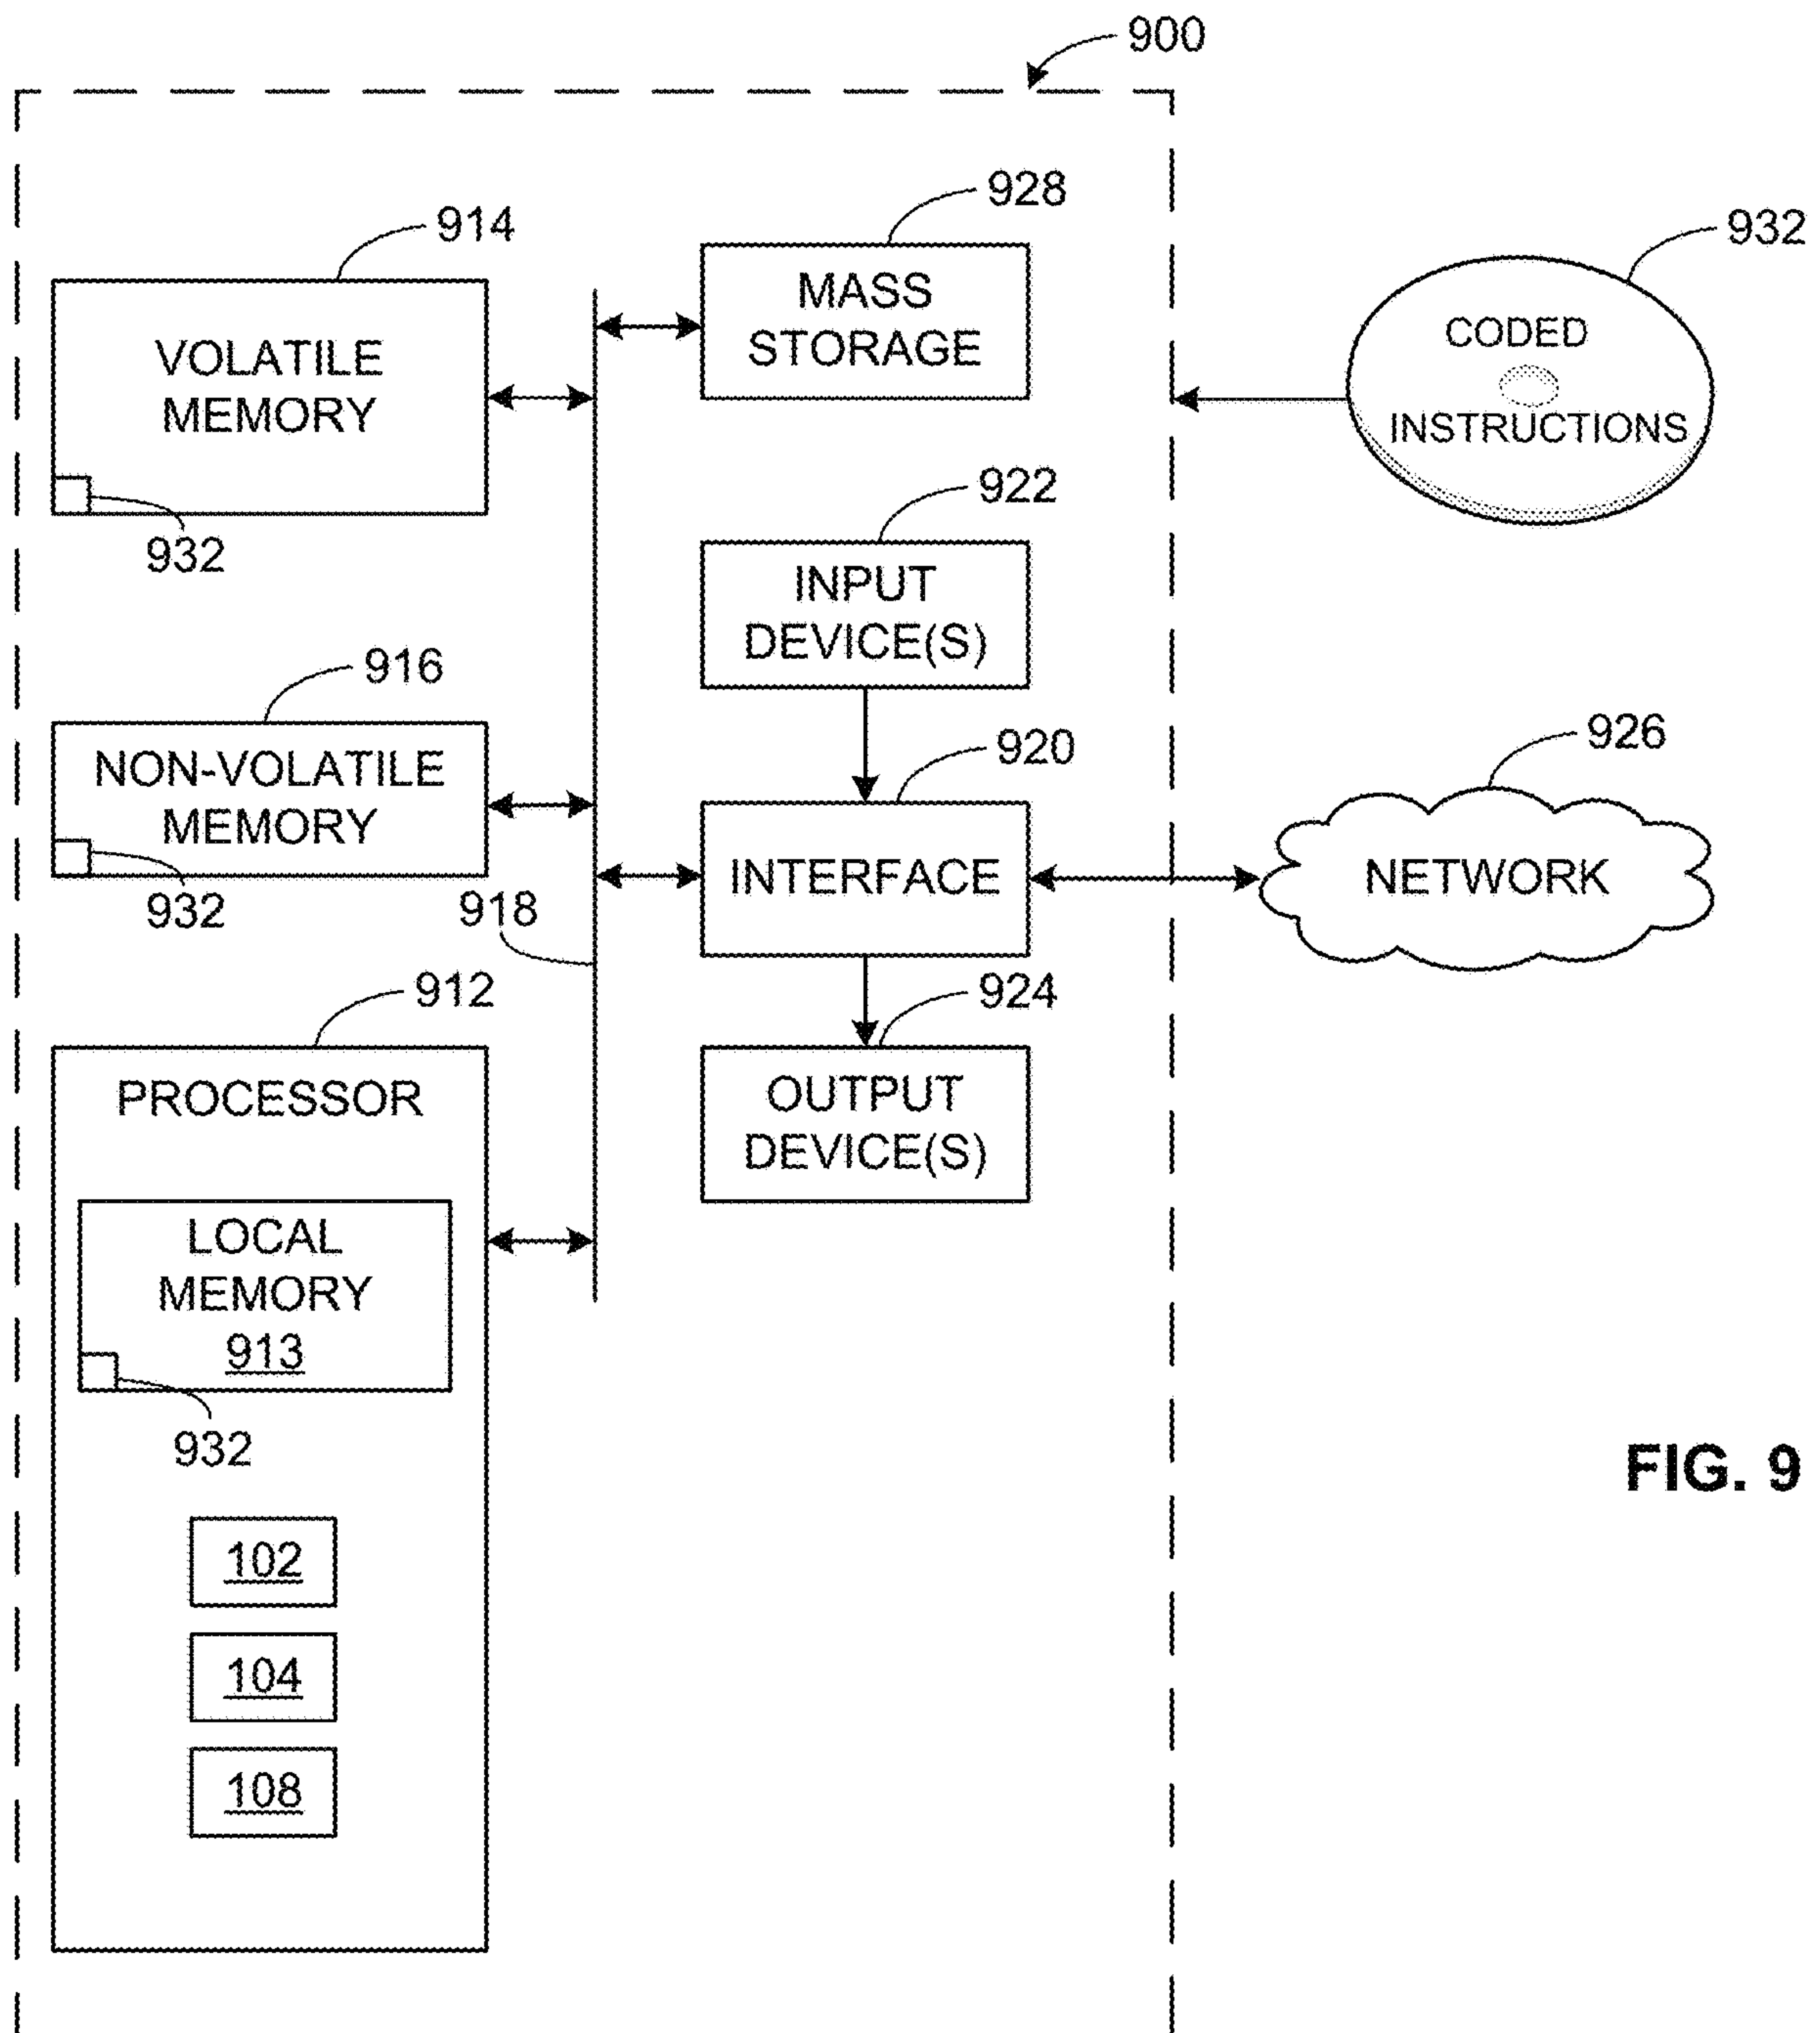 900
928
914
932
MASS
STORAGE
CODED
INSTRUCTIONS
VOLATILE
MEMORY
922
932
INPUT
DEVICE(S)
916
920
926
NON-VOLATILE
MEMORY
INTERFACE
NETWORK
932
918
912
924
PROCESSOR
OUTPUT
DEVICE(S)
LOCAL
MEMORY
913
932
FIG. 9
102
104
108